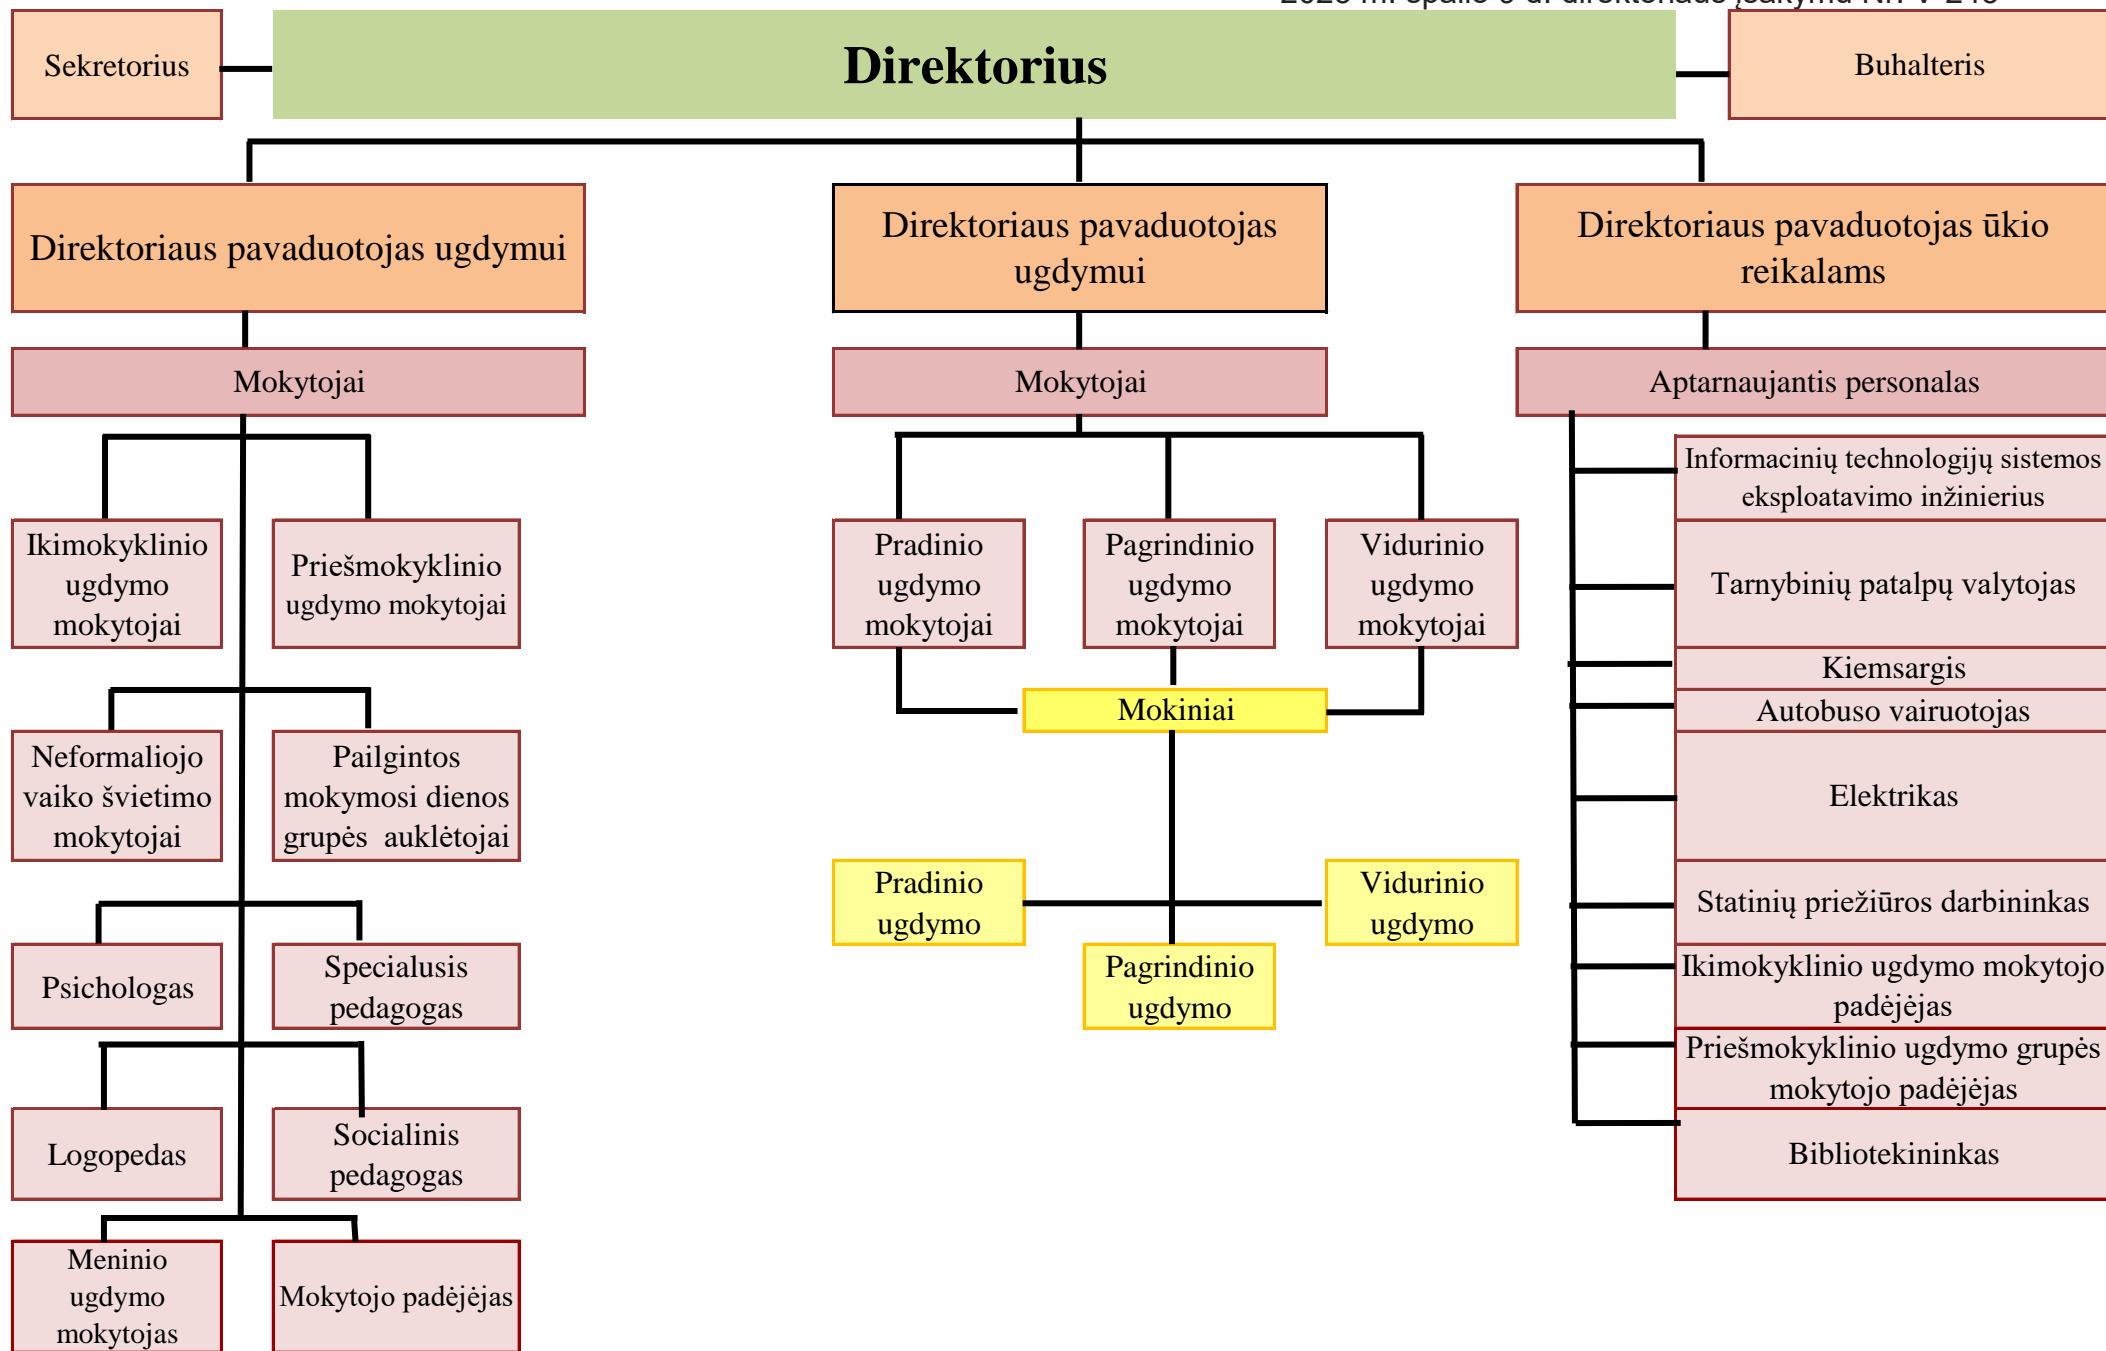 Sekretorius
Direktorius
Buhalteris
Direktoriaus pavaduotojas ugdymui
Direktoriaus pavaduotojas
ugdymui
Direktoriaus pavaduotojas ūkio
reikalams
Mokytojai
Mokytojai
Aptarnaujantis personalas
Ikimokyklinio
ugdymo
mokytojai
Priešmokyklinio
ugdymo mokytojai
Neformaliojo
vaiko švietimo
mokytojai
Pailgintos
mokymosi dienos
grupės auklėtojai
Psichologas
Specialusis
pedagogas
Logopedas
Socialinis
pedagogas
Meninio
ugdymo
mokytojas
Mokytojo padėjėjas
Pradinio
ugdymo
mokytojai
Pagrindinio
ugdymo
mokytojai
Vidurinio
ugdymo
mokytojai
Mokiniai
Pradinio
ugdymo
Vidurinio
ugdymo
Pagrindinio
ugdymo
Informacinių technologijų sistemos
eksploatavimo inžinierius
Tarnybinių patalpų valytojas
Kiemsargis
Autobuso vairuotojas
Elektrikas
Statinių priežiūros darbininkas
Ikimokyklinio ugdymo mokytojo
padėjėjas
Priešmokyklinio ugdymo grupės
mokytojo padėjėjas
Bibliotekininkas